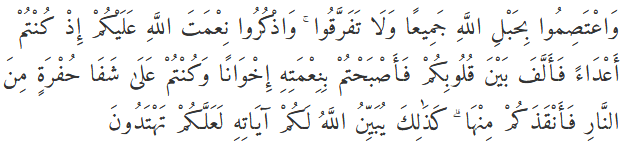 وَاعْتَصِمُوا بِحَبْلِ اللَّهِ جَمِيعًا وَلَا تَفَرَّقُوا ۚ وَاذْكُرُوا نِعْمَتَ اللَّهِ عَلَيْكُمْ إِذْ كُنْتُمْ
أَعْدَاءً فَأَلَّفَ بَيْنَ قُلُوبِكُمْ فَأَصْبَحْتُمْ بِنِعْمَتِهِ إِخْوَانًا وَكُنْتُمْ عَلَىٰ شَفَا حُفْرَةٍ مِنَ
النَّارِ فَأَنْقَذَكُمْ مِنْهَا ۗ كَذَٰلِكَ يُبَيِّنُ اللَّهُ لَكُمْ آيَاتِهِ لَعَلَّكُمْ تَهْتَدُونَ